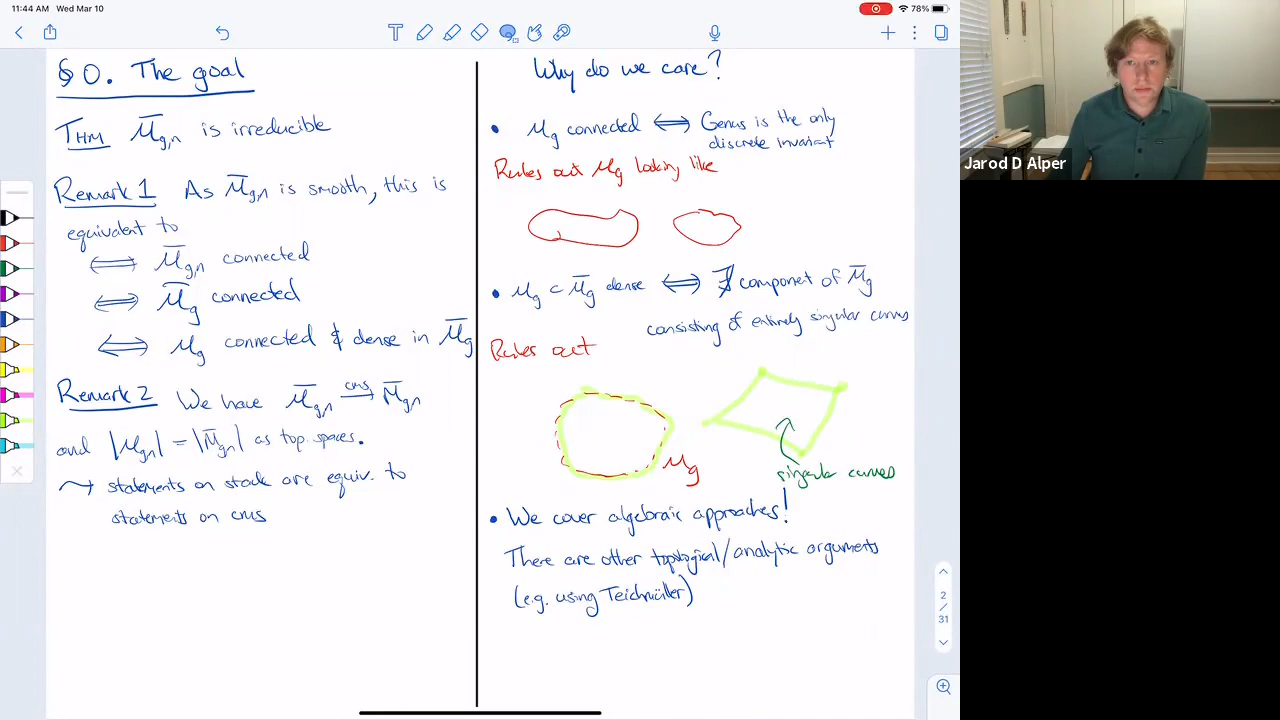 11:44 AM Wed Mar 10
78%
§0. The goal
THM M̄g,n is irreducible
Remark 1 As M̄g,n is smooth, this is
equivalent to
⟺ M̄g,n connected
⟺ M̄g connected
⟺ Mg connected & dense in M̄g
Remark 2 We have M̄g,n →cms M̄g,n
and |Mg,n| = |M̄g,n| as top. spaces.
⇝ statements on stack are equiv. to
statements on cms
Why do we care?
• Mg connected ⟺ Genus is the only
discrete invariant
Rules out Mg looking like
• Mg ⊂ M̄g dense ⟺ ∄ componet of M̄g
consisting of entirely singular curves
Rules out
Mg
singular curves
• We cover algebraic approaches!
There are other topological/analytic arguments
(e.g. using Teichmüller)
T
2
/
31
Jarod D Alper